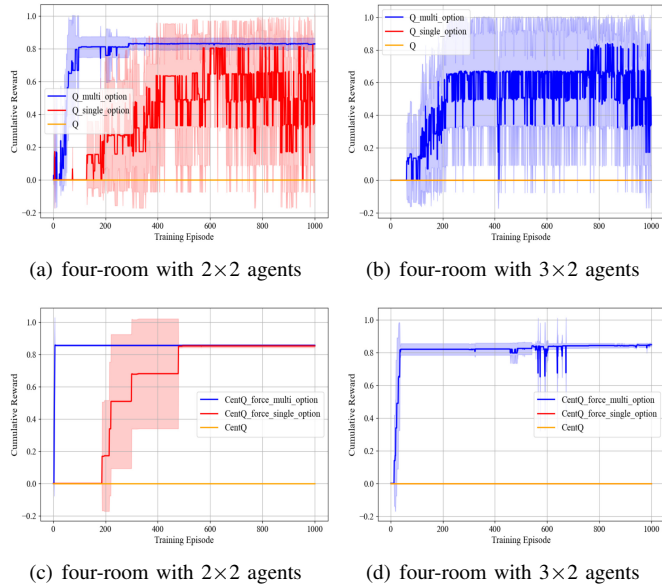 1.0
0.8
0.6
0.4
0.2
0.0
−0.2
0
200
400
600
800
1000
Cumulative Reward
Training Episode
Q_multi_option
Q_single_option
Q
(a) four-room with 2×2 agents
1.0
0.8
0.6
0.4
0.2
0.0
−0.2
0
200
400
600
800
1000
Cumulative Reward
Training Episode
Q_multi_option
Q_single_option
Q
(b) four-room with 3×2 agents
1.0
0.8
0.6
0.4
0.2
0.0
−0.2
0
200
400
600
800
1000
Cumulative Reward
Training Episode
CentQ_force_multi_option
CentQ_force_single_option
CentQ
(c) four-room with 2×2 agents
1.0
0.8
0.6
0.4
0.2
0.0
−0.2
0
200
400
600
800
1000
Cumulative Reward
Training Episode
CentQ_force_multi_option
CentQ_force_single_option
CentQ
(d) four-room with 3×2 agents